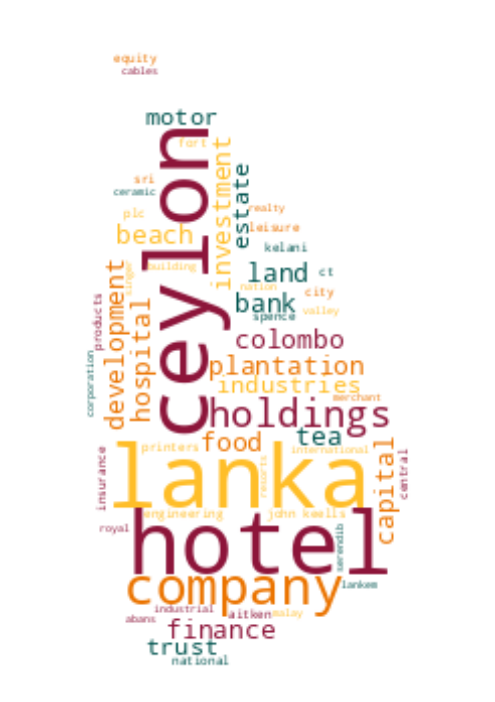 equity
cables
motor
fort
ceylon
investment
estate
sri
ceramic
plc
realty
leisure
beach
kelani
building
singer
land
ct
nation
city
development
hospital
products
bank
spence
valley
corporation
colombo
plantation
industries
merchant
holdings
food
tea
printers
international
capital
central
insurance
lanka
resorts
engineering
john keells
royal
hotel
serendib
company
lankem
industrial
abans
aitken
malay
finance
trust
national